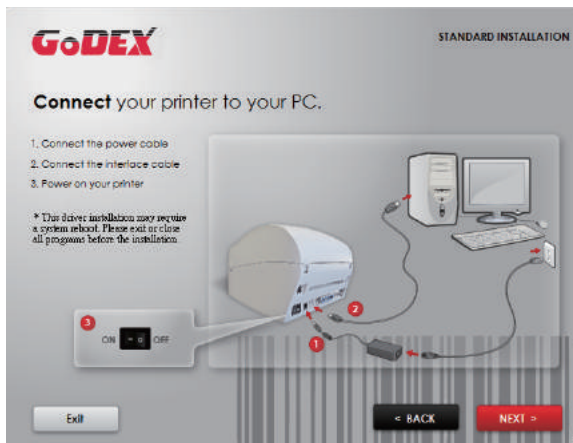 GoDEX
STANDARD INSTALLATION
Connect your printer to your PC.
1. Connect the power cable
2. Connect the interface cable
3. Power on your printer
* This driver installation may require
a system reboot. Please exit or close
all programs before the installation.
3
ON - o OFF
2
1
Exit
< BACK
NEXT >